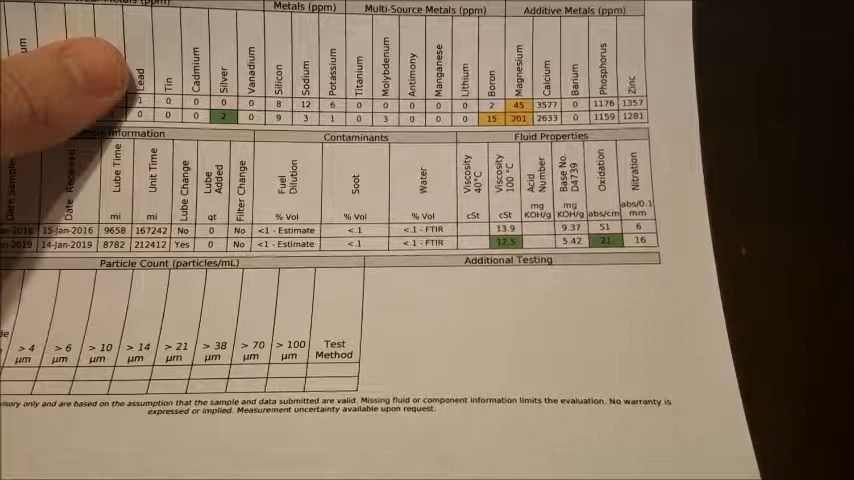 Metals (ppm) Multi-Source Metals (ppm) Additive Metals (ppm)
Lead Tin Cadmium Silver Vanadium Silicon Sodium Potassium Titanium Molybdenum Antimony Manganese Lithium Boron Magnesium Calcium Barium Phosphorus Zinc
1 0 0 0 0 8 12 6 0 0 0 0 0 2 45 3577 0 1176 1357
0 0 2 0 9 3 1 0 3 0 0 0 15 201 2633 0 1159 1281
Information Contaminants Fluid Properties
Date Sampled Date Received Lube Time Unit Time Lube Change Lube Added Filter Change Fuel Dilution Soot Water Viscosity 40°C Viscosity 100 °C Acid Number Base No. D4739 Oxidation Nitration
mi mi qt % Vol % Vol % Vol cSt cSt mg KOH/g mg KOH/g abs/cm abs/0.1 mm
15-Jan-2016 9658 167242 No 0 No <1 - Estimate <.1 <.1 - FTIR 13.9 9.37 51 6
14-Jan-2019 8782 212412 Yes 0 No <1 - Estimate <.1 <.1 - FTIR 12.5 5.42 21 16
Particle Count (particles/mL) Additional Testing
> 4 µm > 6 µm > 10 µm > 14 µm > 21 µm > 38 µm > 70 µm > 100 µm Test Method
only and are based on the assumption that the sample and data submitted are valid. Missing fluid or component information limits the evaluation. No warranty is
expressed or implied. Measurement uncertainty available upon request.